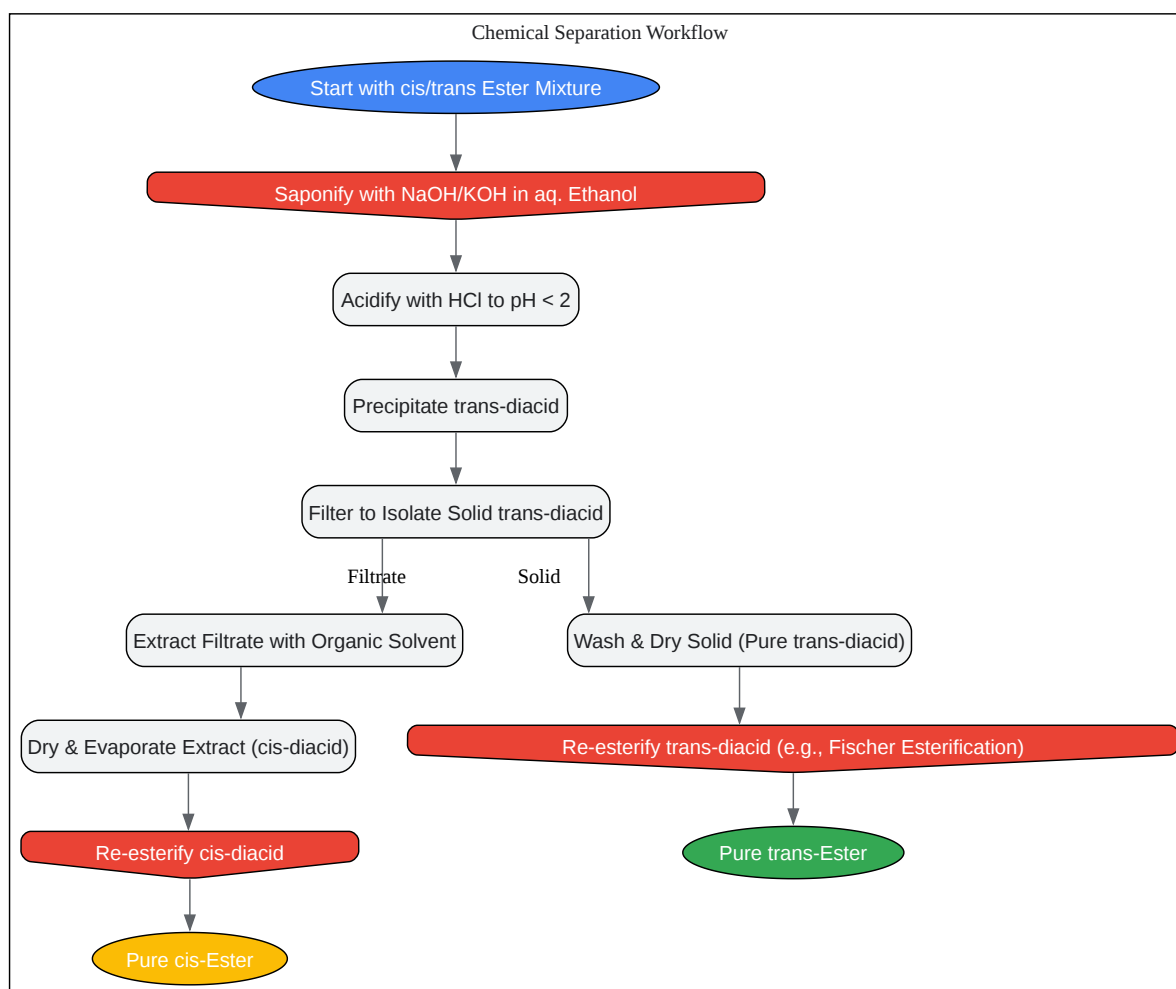 Chemical Separation Workflow
Start with cis/trans Ester Mixture
Saponify with NaOH/KOH in aq. Ethanol
Acidify with HCl to pH < 2
Precipitate trans-diacid
Filter to Isolate Solid trans-diacid
Filtrate
Solid
Extract Filtrate with Organic Solvent
Wash & Dry Solid (Pure trans-diacid)
Dry & Evaporate Extract (cis-diacid)
Re-esterify trans-diacid (e.g., Fischer Esterification)
Re-esterify cis-diacid
Pure trans-Ester
Pure cis-Ester